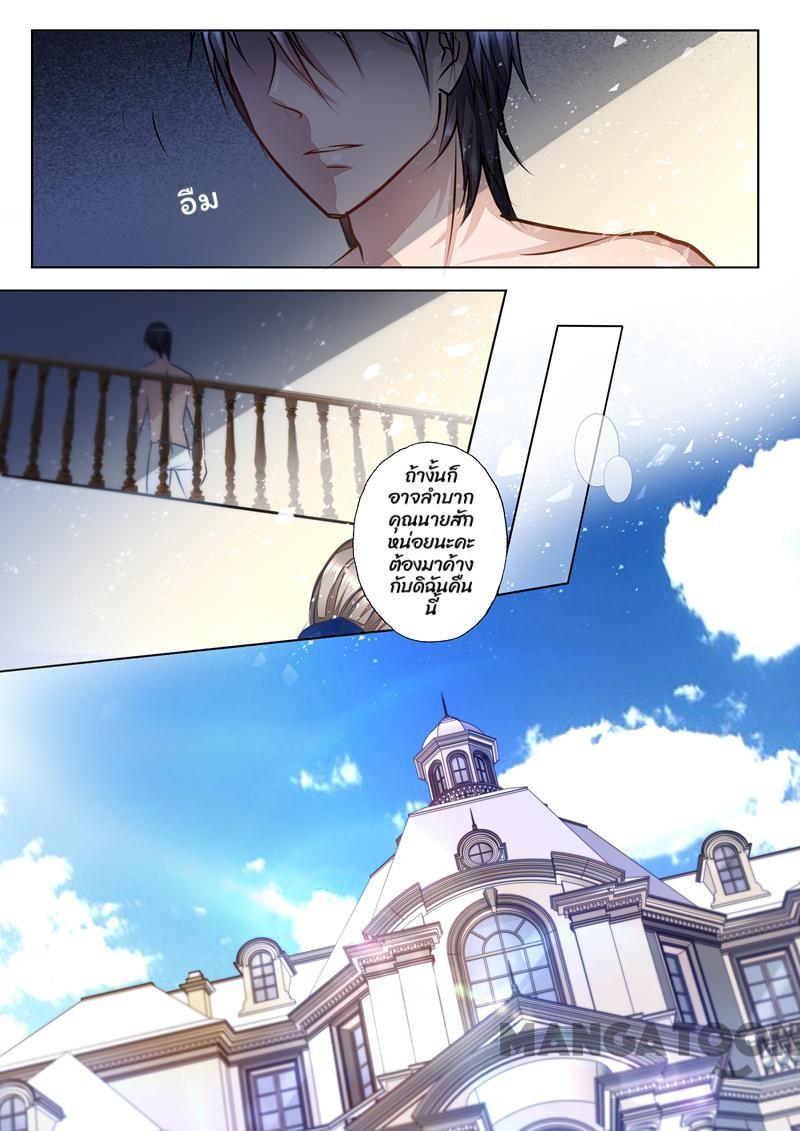 อืม
ถ้างั้นก็
อาจลำบาก
คุณนายสัก
หน่อยนะคะ
ต้องมาค้าง
กับดิฉันคืน
นี้
MANGATOON